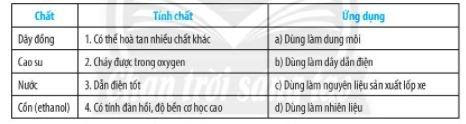 Chất Tính chất Ứng dụng
Dây đồng 1. Có thể hoà tan nhiều chất khác a) Dùng làm dung môi
Cao su 2. Cháy được trong oxygen b) Dùng làm dây dẫn điện
Nước 3. Dẫn điện tốt c) Dùng làm nguyên liệu sản xuất lốp xe
Cồn (ethanol) 4. Có tính đàn hồi, độ bền cơ học cao d) Dùng làm nhiên liệu